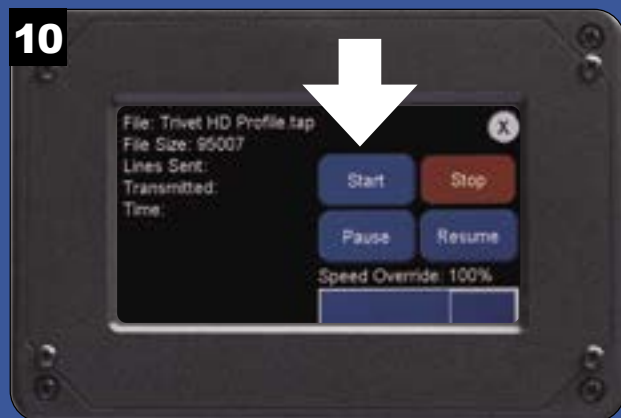 10
File: Trivet HD Profile.tap
File Size: 95007
Lines Sent:
Transmitted:
Time:
X
Start
Stop
Pause
Resume
Speed Override: 100%